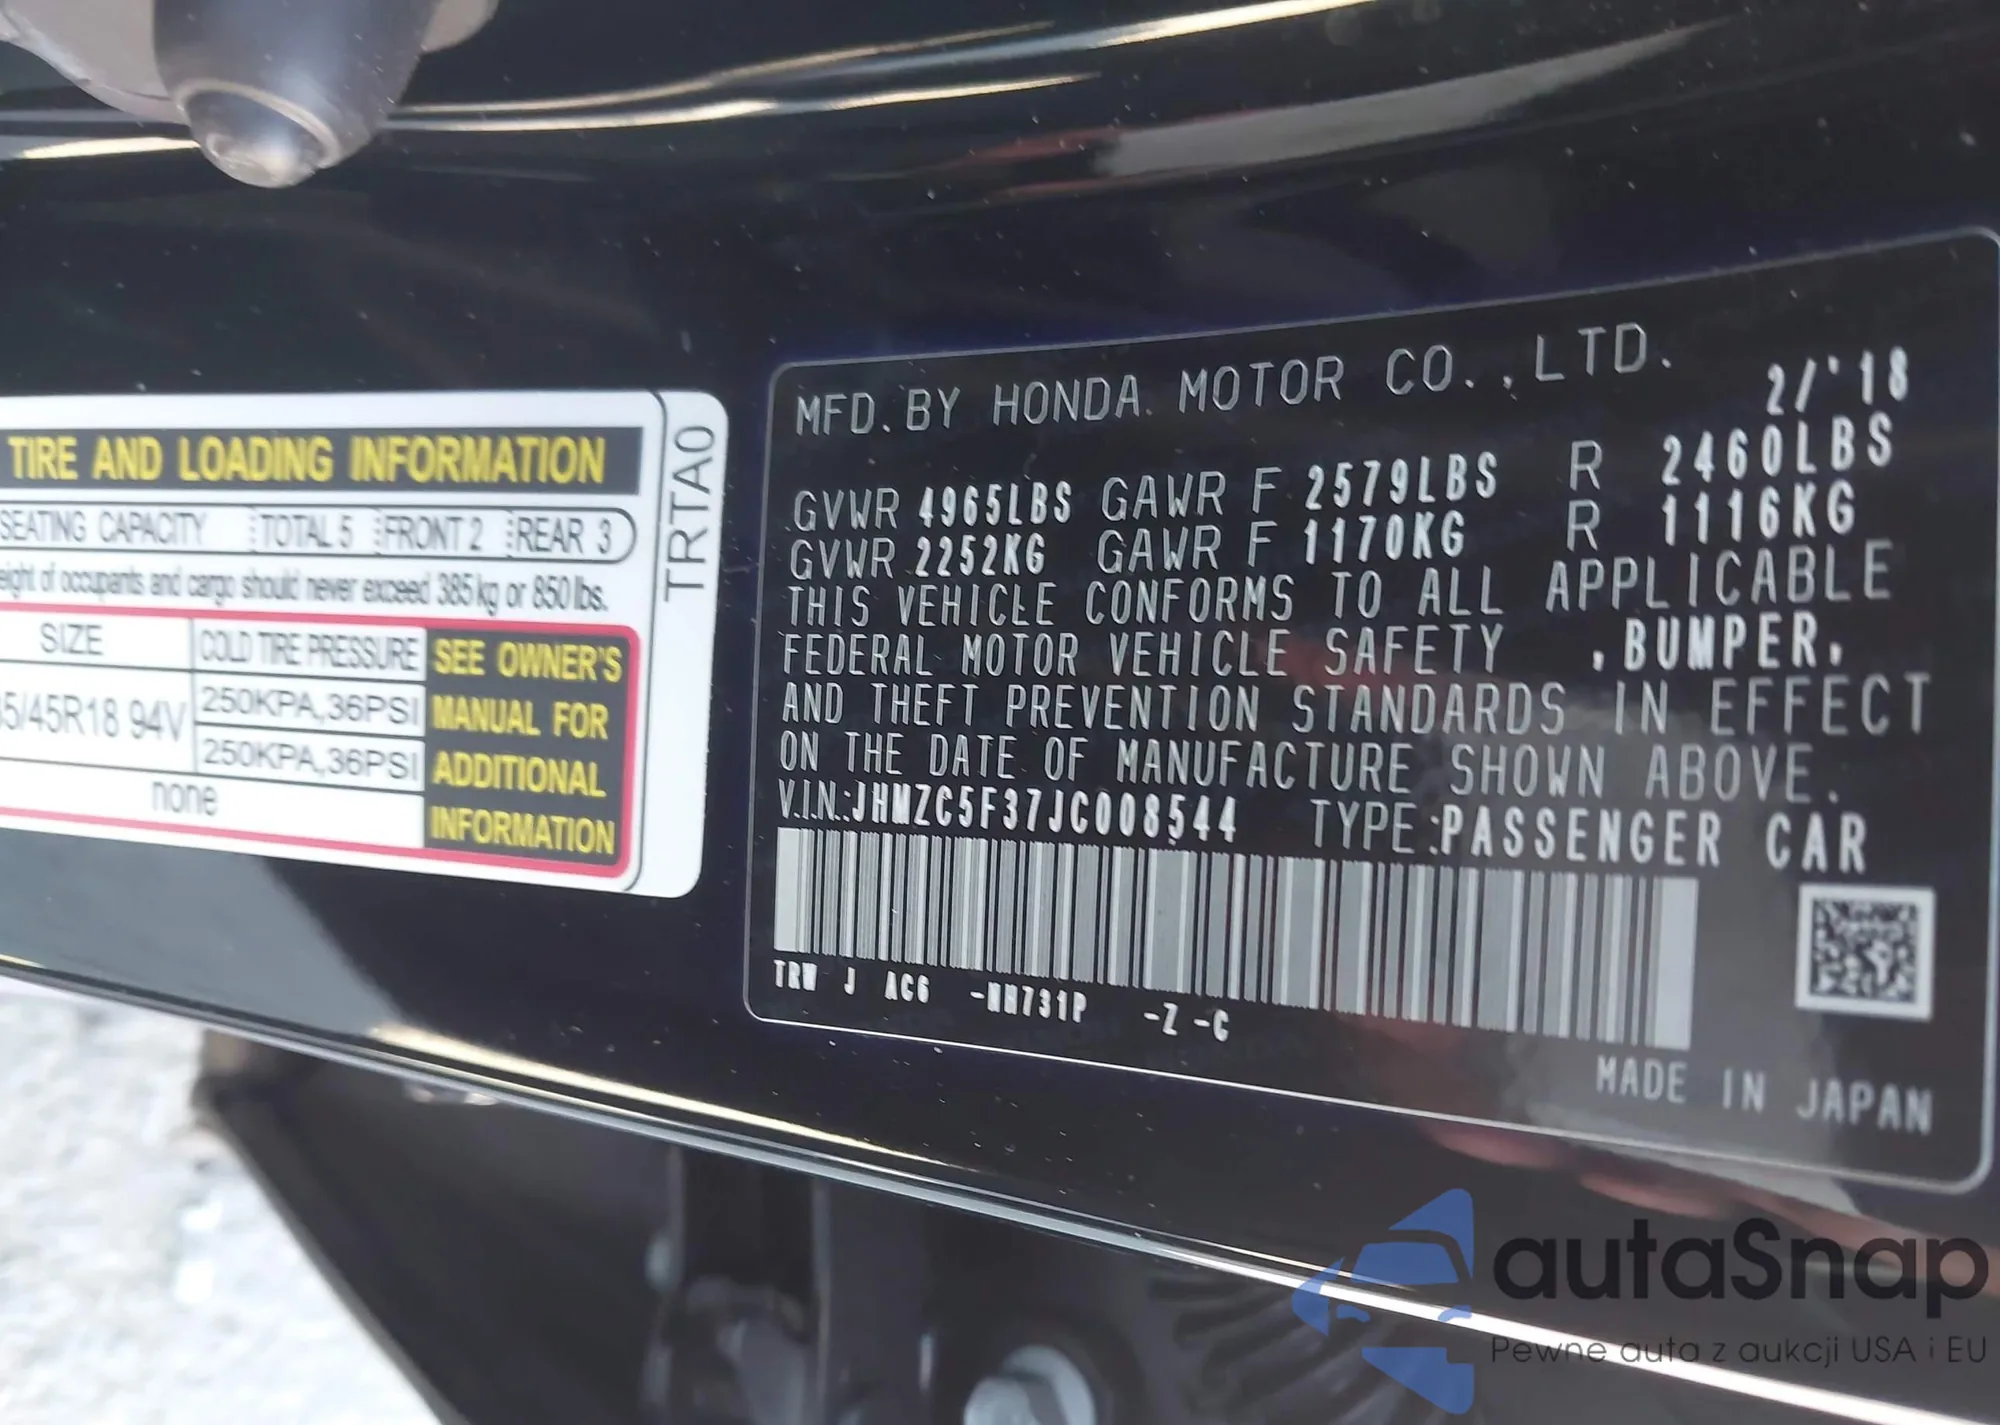 TIRE AND LOADING INFORMATION
SEATING CAPACITY TOTAL 5 FRONT 2 REAR 3
of occupants and cargo should never exceed 385 kg or 850 lbs.
SIZE COLD TIRE PRESSURE
5/45R18 94V 250KPA,36PSI
250KPA,36PSI
none
SEE OWNER'S
MANUAL FOR
ADDITIONAL
INFORMATION
TRTA0
MFD. BY HONDA MOTOR CO.,LTD. 2/'18
GVWR 4965LBS GAWR F 2579LBS R 2460LBS
GVWR 2252KG GAWR F 1170KG R 1116KG
THIS VEHICLE CONFORMS TO ALL APPLICABLE
FEDERAL MOTOR VEHICLE SAFETY ,BUMPER,
AND THEFT PREVENTION STANDARDS IN EFFECT
ON THE DATE OF MANUFACTURE SHOWN ABOVE.
V.I.N.:JHMZC5F37JC008544 TYPE:PASSENGER CAR
TRW J AC6 -NH731P -Z -C
MADE IN JAPAN
autaSnap
Pewne auta z aukcji USA i EU